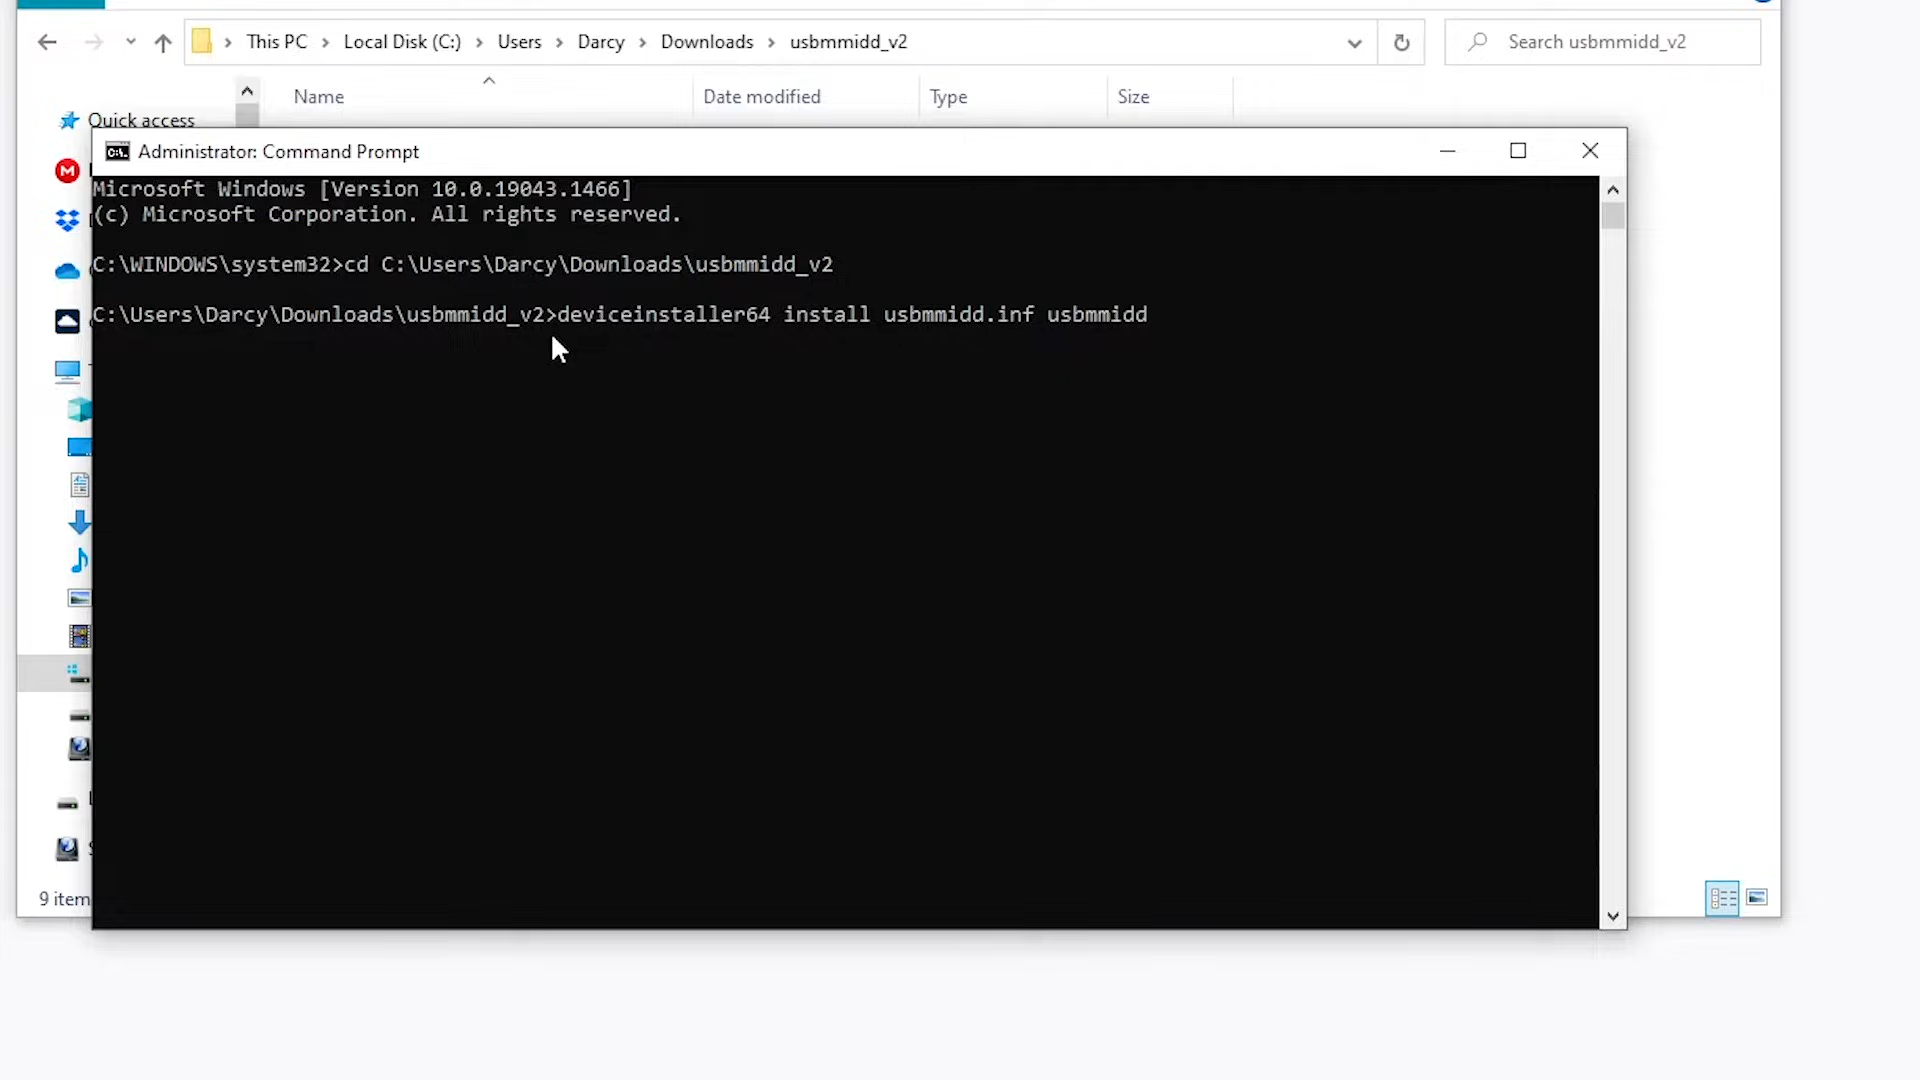 This PC > Local Disk (C:) > Users > Darcy > Downloads > usbmmidd_v2
Search usbmmidd_v2
Name Date modified Type Size
Quick access
Administrator: Command Prompt
Microsoft Windows [Version 10.0.19043.1466]
(c) Microsoft Corporation. All rights reserved.
C:\WINDOWS\system32>cd C:\Users\Darcy\Downloads\usbmmidd_v2
C:\Users\Darcy\Downloads\usbmmidd_v2>deviceinstaller64 install usbmmidd.inf usbmmidd
9 item